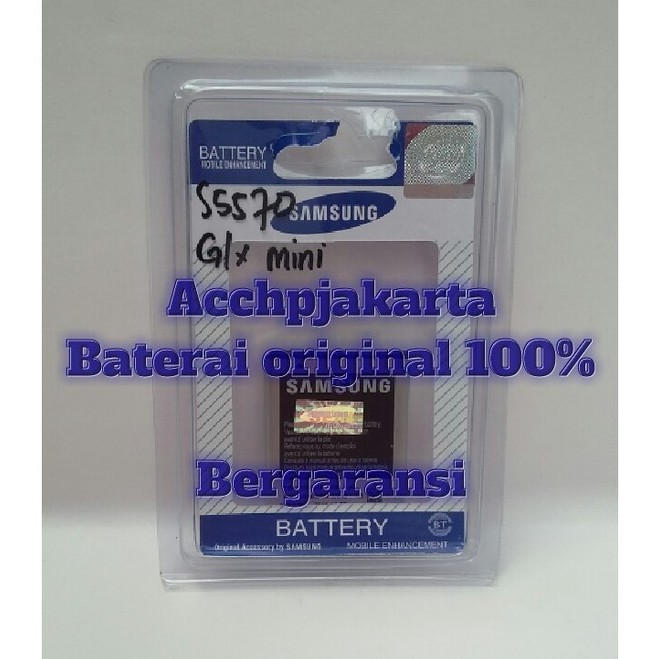 BATTERY
MOBILE ENHANCEMENT
S5570
SAMSUNG
G/x mini
Acchpjakarta
Baterai original 100%
SAMSUNG
Bergaransi
BATTERY
BT
Original Accessory by SAMSUNG
MOBILE ENHANCEMENT